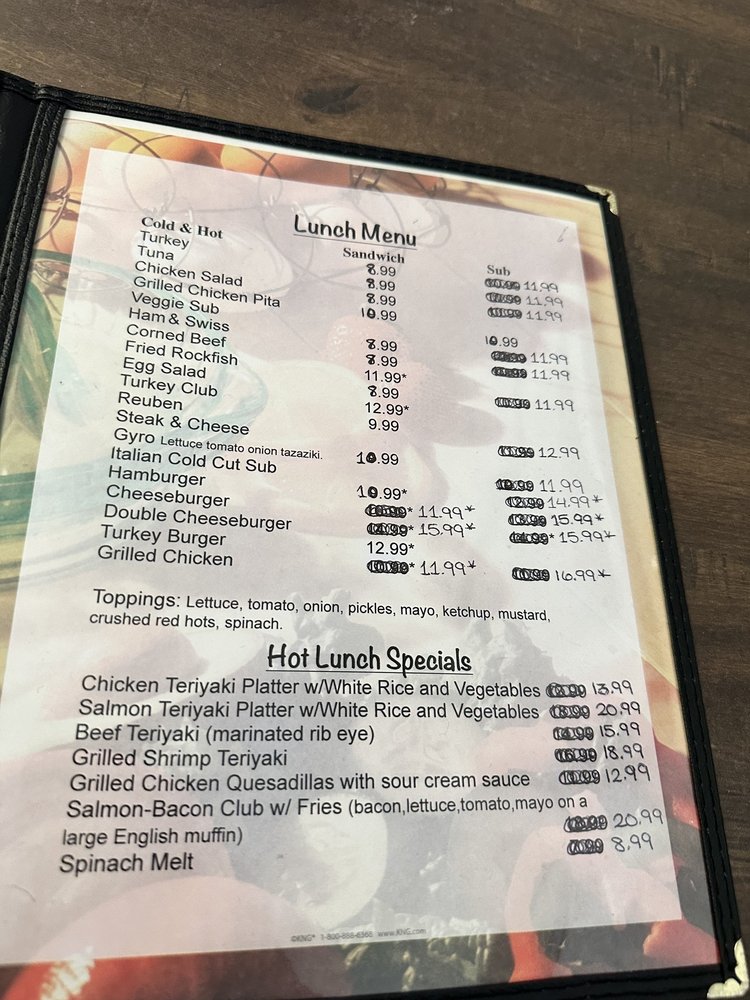 Lunch Menu
Cold & Hot Sandwich Sub
Turkey 8.99 11.99
Tuna 8.99 11.99
Chicken Salad 8.99 11.99
Grilled Chicken Pita 10.99
Veggie Sub 10.99
Ham & Swiss 8.99 11.99
Corned Beef 8.99 11.99
Fried Rockfish 11.99*
Egg Salad 8.99 11.99
Turkey Club 12.99*
Reuben 9.99
Steak & Cheese 12.99
Gyro Lettuce tomato onion tazaziki. 10.99
Italian Cold Cut Sub 11.99
Hamburger 10.99* 14.99*
Cheeseburger 11.99* 15.99*
Double Cheeseburger 15.99* 15.99*
Turkey Burger 12.99*
Grilled Chicken 11.99* 16.99*
Toppings: Lettuce, tomato, onion, pickles, mayo, ketchup, mustard,
crushed red hots, spinach.
Hot Lunch Specials
Chicken Teriyaki Platter w/White Rice and Vegetables 13.99
Salmon Teriyaki Platter w/White Rice and Vegetables 20.99
Beef Teriyaki (marinated rib eye) 15.99
Grilled Shrimp Teriyaki 18.99
Grilled Chicken Quesadillas with sour cream sauce 12.99
Salmon-Bacon Club w/ Fries (bacon,lettuce,tomato,mayo on a
large English muffin) 20.99
Spinach Melt 8.99
©KNG® 1-800-888-6368 www.KNG.com